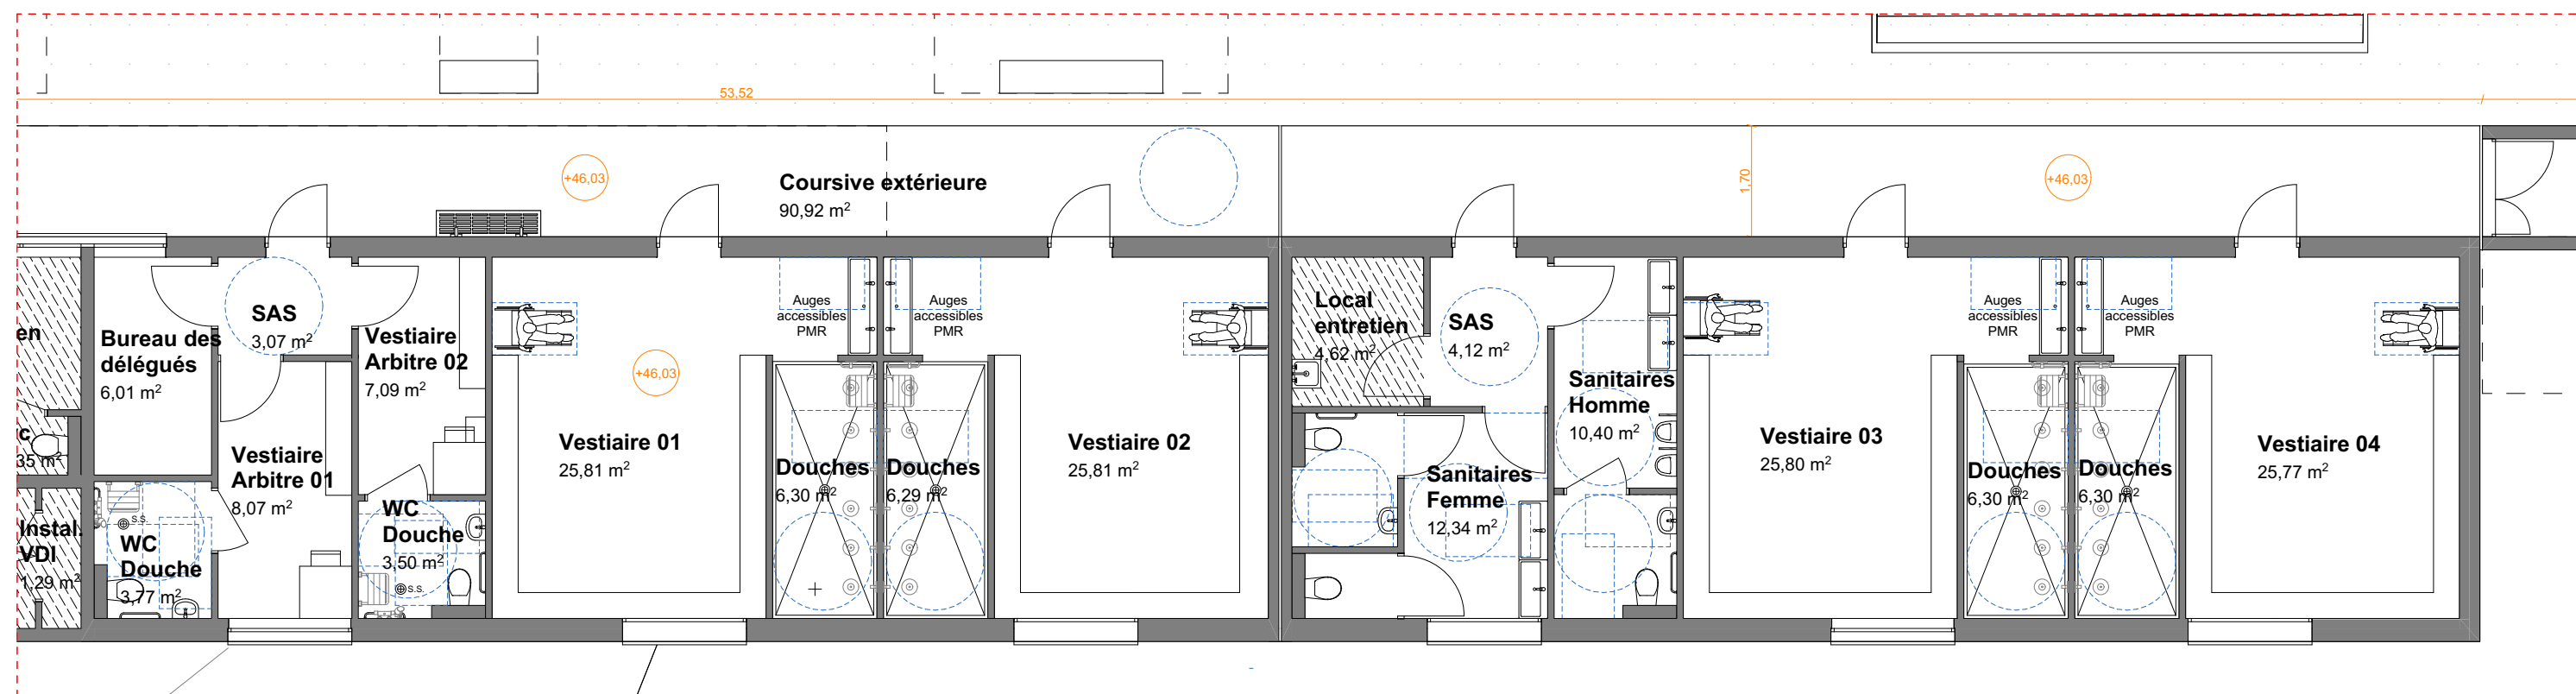 53,52
+46,03
Coursive extérieure
90,92 m²
1,70
+46,03
en
Bureau des
délégués
6,01 m²
SAS
3,07 m²
Vestiaire
Arbitre 02
7,09 m²
Auges
accessibles
PMR
Auges
accessibles
PMR
Local
entretien
4,62 m²
SAS
4,12 m²
Sanitaires
Homme
10,40 m²
Auges
accessibles
PMR
Auges
accessibles
PMR
+46,03
c
35 m²
Vestiaire
Arbitre 01
8,07 m²
Vestiaire 01
25,81 m²
Douches
6,30 m²
Douches
6,29 m²
Vestiaire 02
25,81 m²
Sanitaires
Femme
12,34 m²
Vestiaire 03
25,80 m²
Douches
6,30 m²
Douches
6,30 m²
Vestiaire 04
25,77 m²
Instal.
VDI
1,29 m²
s.s.
WC
Douche
3,77 m²
WC
Douche
3,50 m²
s.s.